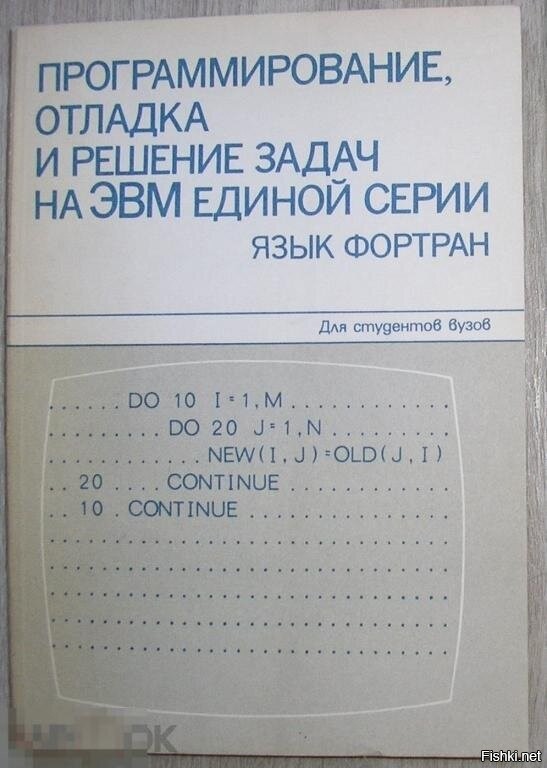 ПРОГРАММИРОВАНИЕ,
ОТЛАДКА
И РЕШЕНИЕ ЗАДАЧ
НА ЭВМ ЕДИНОЙ СЕРИИ
ЯЗЫК ФОРТРАН
Для студентов вузов
. . . . . . DO 10 I=1,M . . . . . . . . . . . .
. . . . . . . . . DO 20 J=1,N . . . . . . . . .
. . . . . . . . . . . . NEW(I,J)=OLD(J,I)
. . 20 . . . . CONTINUE . . . . . . . . . . . . .
. . 10 . CONTINUE . . . . . . . . . . . . . . . .
Fishki.net